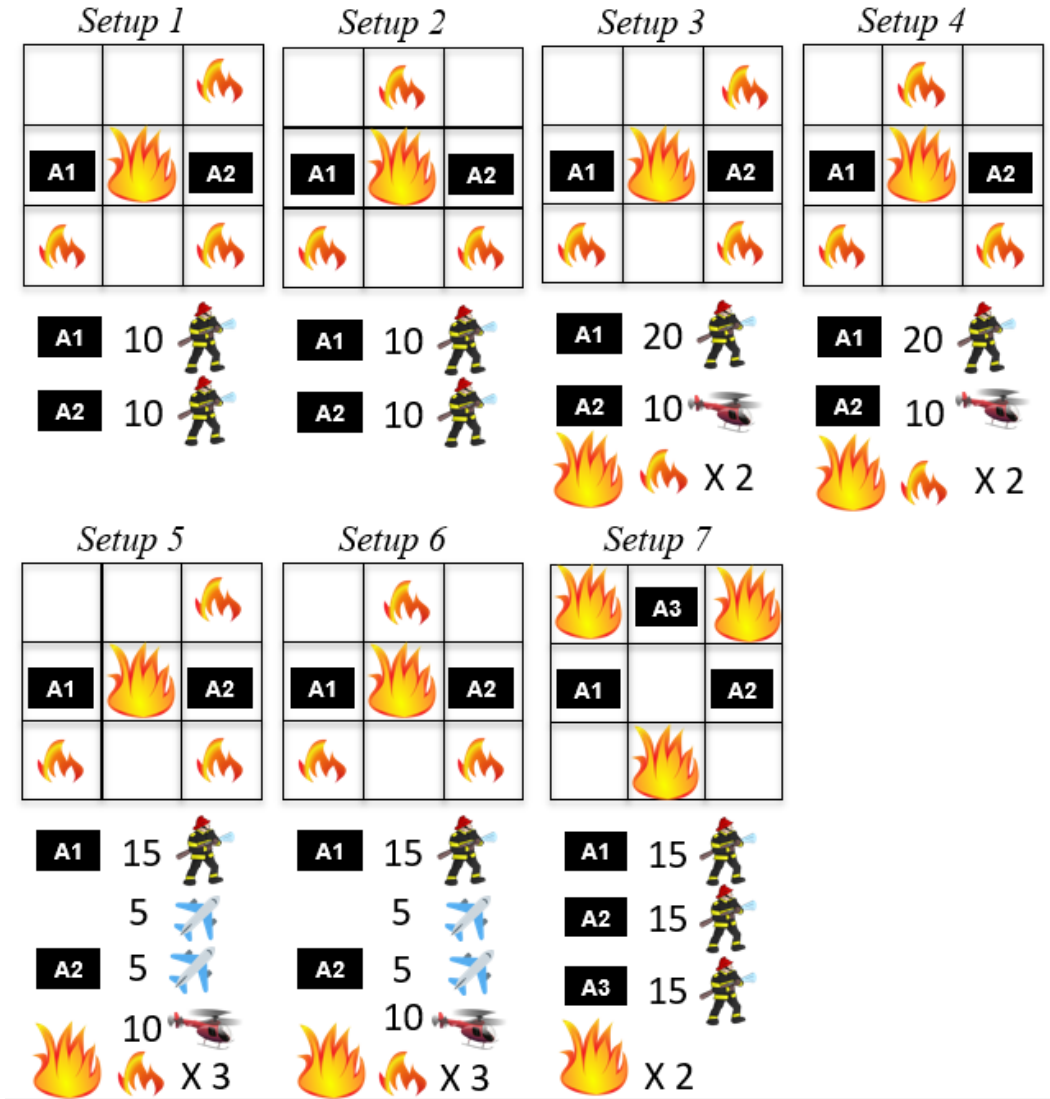 Setup 1 Setup 2 Setup 3 Setup 4
A1 A2 A1 A2 A1 A2 A1 A2
A1 10 A1 10 A1 20 A1 20
A2 10 A2 10 A2 10 A2 10
X 2 X 2
Setup 5 Setup 6 Setup 7
A3
A1 A2 A1 A2 A1 A2
A1 15 A1 15 A1 15
5 5 A2 15
A2 5 A2 5 A3 15
10 10
X 3 X 3 X 2